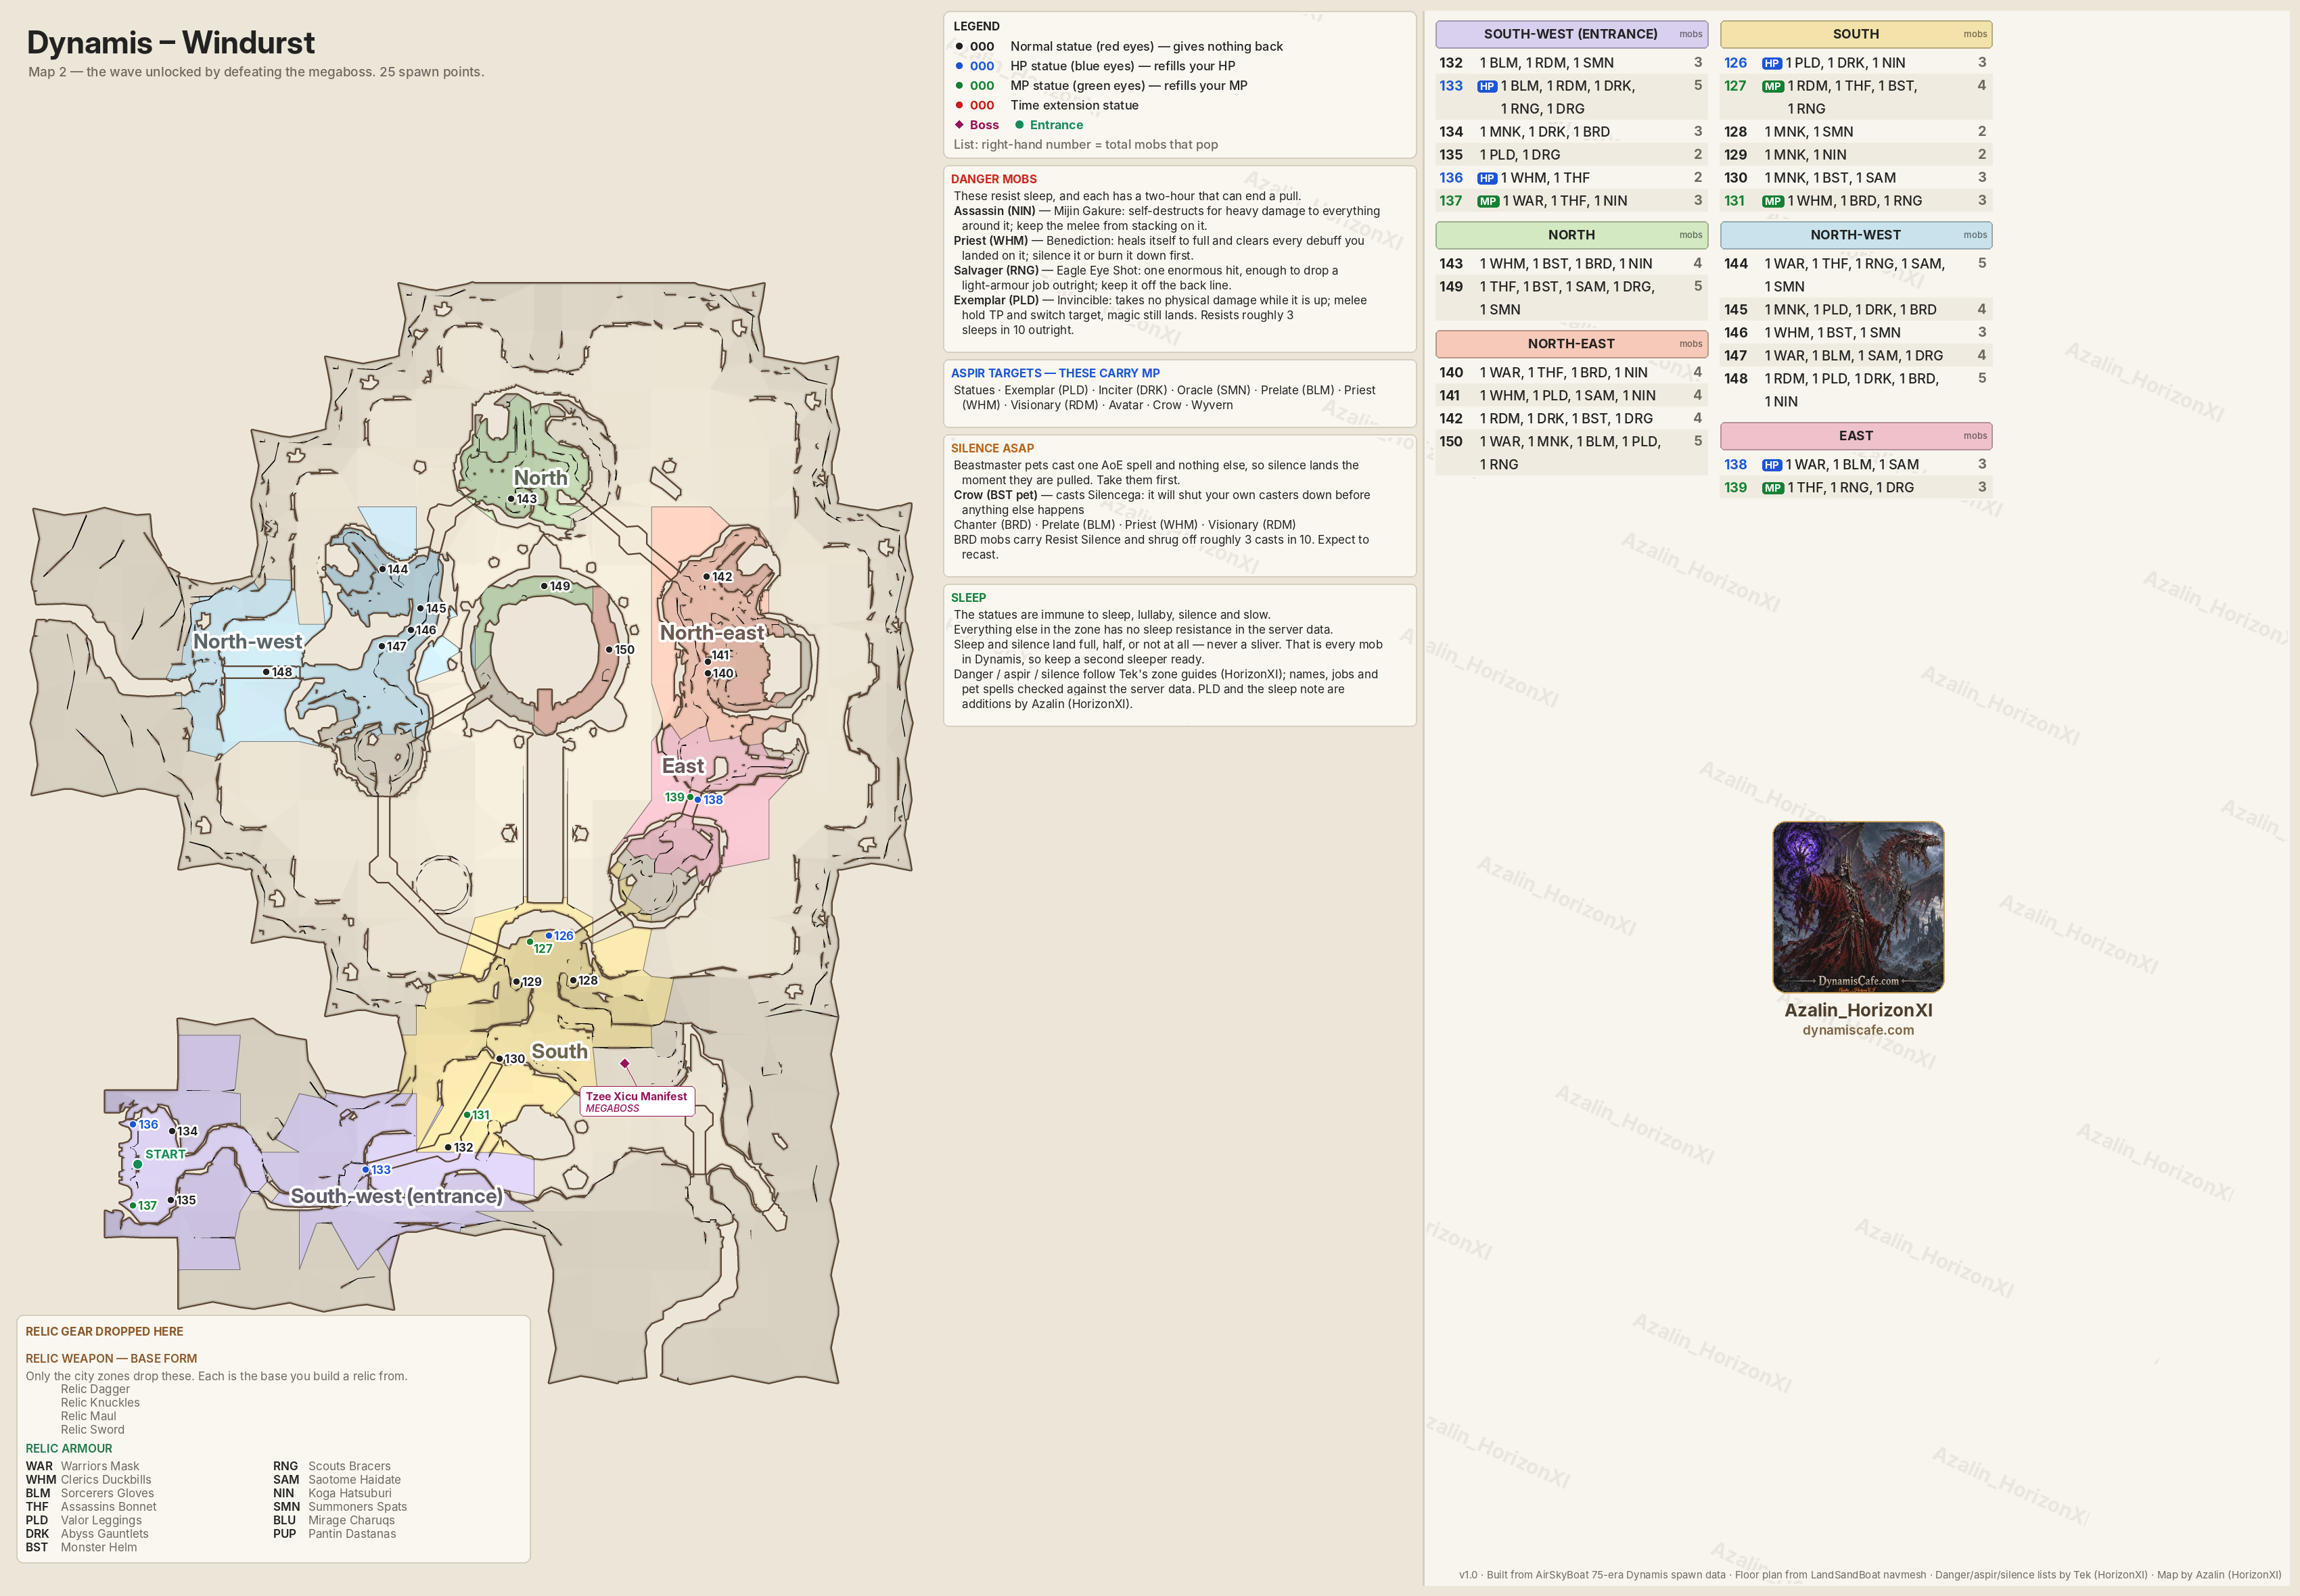 Dynamis – Windurst
Map 2 — the wave unlocked by defeating the megaboss. 25 spawn points.
North
143
144
142
149
145
North-east
146
North-west
147
150
141
148
140
East
139
138
126
127
129
128
South
130
Tzee Xicu Manifest
MEGABOSS
131
136
134
132
START
133
South-west (entrance)
135
137
RELIC GEAR DROPPED HERE
RELIC WEAPON — BASE FORM
Only the city zones drop these. Each is the base you build a relic from.
Relic Dagger
Relic Knuckles
Relic Maul
Relic Sword
RELIC ARMOUR
WAR Warriors Mask
WHM Clerics Duckbills
BLM Sorcerers Gloves
THF Assassins Bonnet
PLD Valor Leggings
DRK Abyss Gauntlets
BST Monster Helm
RNG Scouts Bracers
SAM Saotome Haidate
NIN Koga Hatsuburi
SMN Summoners Spats
BLU Mirage Charuqs
PUP Pantin Dastanas
LEGEND
000 Normal statue (red eyes) — gives nothing back
000 HP statue (blue eyes) — refills your HP
000 MP statue (green eyes) — refills your MP
000 Time extension statue
Boss Entrance
List: right-hand number = total mobs that pop
DANGER MOBS
These resist sleep, and each has a two-hour that can end a pull.
Assassin (NIN) — Mijin Gakure: self-destructs for heavy damage to everything
around it; keep the melee from stacking on it.
Priest (WHM) — Benediction: heals itself to full and clears every debuff you
landed on it; silence it or burn it down first.
Salvager (RNG) — Eagle Eye Shot: one enormous hit, enough to drop a
light-armour job outright; keep it off the back line.
Exemplar (PLD) — Invincible: takes no physical damage while it is up; melee
hold TP and switch target, magic still lands. Resists roughly 3
sleeps in 10 outright.
ASPIR TARGETS — THESE CARRY MP
Statues · Exemplar (PLD) · Inciter (DRK) · Oracle (SMN) · Prelate (BLM) · Priest
(WHM) · Visionary (RDM) · Avatar · Crow · Wyvern
SILENCE ASAP
Beastmaster pets cast one AoE spell and nothing else, so silence lands the
moment they are pulled. Take them first.
Crow (BST pet) — casts Silencega: it will shut your own casters down before
anything else happens
Chanter (BRD) · Prelate (BLM) · Priest (WHM) · Visionary (RDM)
BRD mobs carry Resist Silence and shrug off roughly 3 casts in 10. Expect to
recast.
SLEEP
The statues are immune to sleep, lullaby, silence and slow.
Everything else in the zone has no sleep resistance in the server data.
Sleep and silence land full, half, or not at all — never a sliver. That is every mob
in Dynamis, so keep a second sleeper ready.
Danger / aspir / silence follow Tek's zone guides (HorizonXI); names, jobs and
pet spells checked against the server data. PLD and the sleep note are
additions by Azalin (HorizonXI).
SOUTH-WEST (ENTRANCE) mobs
132 1 BLM, 1 RDM, 1 SMN 3
133 HP 1 BLM, 1 RDM, 1 DRK, 5
1 RNG, 1 DRG
134 1 MNK, 1 DRK, 1 BRD 3
135 1 PLD, 1 DRG 2
136 HP 1 WHM, 1 THF 2
137 MP 1 WAR, 1 THF, 1 NIN 3
NORTH mobs
143 1 WHM, 1 BST, 1 BRD, 1 NIN 4
149 1 THF, 1 BST, 1 SAM, 1 DRG, 5
1 SMN
NORTH-EAST mobs
140 1 WAR, 1 THF, 1 BRD, 1 NIN 4
141 1 WHM, 1 PLD, 1 SAM, 1 NIN 4
142 1 RDM, 1 DRK, 1 BST, 1 DRG 4
150 1 WAR, 1 MNK, 1 BLM, 1 PLD, 5
1 RNG
SOUTH mobs
126 HP 1 PLD, 1 DRK, 1 NIN 3
127 MP 1 RDM, 1 THF, 1 BST, 4
1 RNG
128 1 MNK, 1 SMN 2
129 1 MNK, 1 NIN 2
130 1 MNK, 1 BST, 1 SAM 3
131 MP 1 WHM, 1 BRD, 1 RNG 3
NORTH-WEST mobs
144 1 WAR, 1 THF, 1 RNG, 1 SAM, 5
1 SMN
145 1 MNK, 1 PLD, 1 DRK, 1 BRD 4
146 1 WHM, 1 BST, 1 SMN 3
147 1 WAR, 1 BLM, 1 SAM, 1 DRG 4
148 1 RDM, 1 PLD, 1 DRK, 1 BRD, 5
1 NIN
EAST mobs
138 HP 1 WAR, 1 BLM, 1 SAM 3
139 MP 1 THF, 1 RNG, 1 DRG 3
DynamisCafe.com
Azalin_HorizonXI
dynamiscafe.com
v1.0 · Built from AirSkyBoat 75-era Dynamis spawn data · Floor plan from LandSandBoat navmesh · Danger/aspir/silence lists by Tek (HorizonXI) · Map by Azalin (HorizonXI)